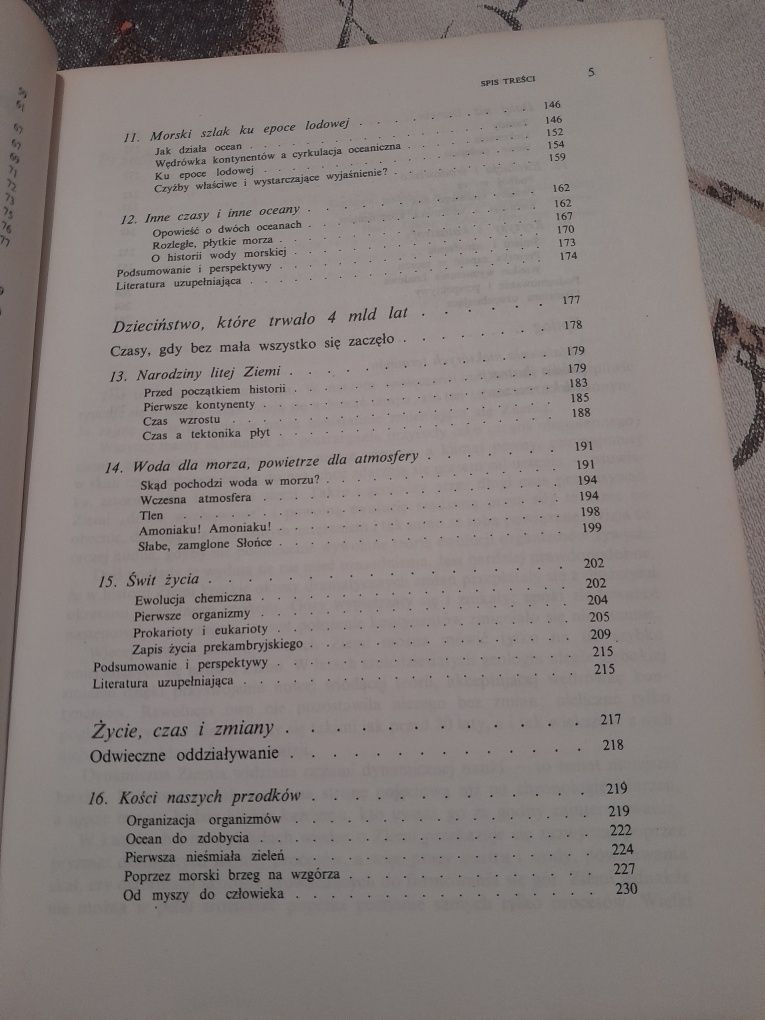 SPIS TREŚCI 5
11. Morski szlak ku epoce lodowej . . . . . . . . . . 146
Jak działa ocean . . . . . . . . . . 146
Wędrówka kontynentów a cyrkulacja oceaniczna . . . . . . . . . . 152
Ku epoce lodowej . . . . . . . . . . 154
Czyżby właściwe i wystarczające wyjaśnienie? . . . . . . . . . . 159
12. Inne czasy i inne oceany . . . . . . . . . . 162
Opowieść o dwóch oceanach . . . . . . . . . . 162
Rozległe, płytkie morza . . . . . . . . . . 167
O historii wody morskiej . . . . . . . . . . 170
Podsumowanie i perspektywy . . . . . . . . . . 173
Literatura uzupełniająca . . . . . . . . . . 174
Dzieciństwo, które trwało 4 mld lat . . . . . . 177
Czasy, gdy bez mała wszystko się zaczęło . . . . . . 178
13. Narodziny litej Ziemi . . . . . . . . . . 179
Przed początkiem historii . . . . . . . . . . 179
Pierwsze kontynenty . . . . . . . . . . 183
Czas wzrostu . . . . . . . . . . 185
Czas a tektonika płyt . . . . . . . . . . 188
14. Woda dla morza, powietrze dla atmosfery . . . . . . 191
Skąd pochodzi woda w morzu? . . . . . . . . . . 191
Wczesna atmosfera . . . . . . . . . . 194
Tlen . . . . . . . . . . 194
Amoniaku! Amoniaku! . . . . . . . . . . 198
Słabe, zamglone Słońce . . . . . . . . . . 199
15. Świt życia . . . . . . . . . . 202
Ewolucja chemiczna . . . . . . . . . . 202
Pierwsze organizmy . . . . . . . . . . 204
Prokarioty i eukarioty . . . . . . . . . . 205
Zapis życia prekambryjskiego . . . . . . . . . . 209
Podsumowanie i perspektywy . . . . . . . . . . 215
Literatura uzupełniająca . . . . . . . . . . 215
Życie, czas i zmiany . . . . . . . . . . 217
Odwieczne oddziaływanie . . . . . . . . . . 218
16. Kości naszych przodków . . . . . . . . . . 219
Organizacja organizmów . . . . . . . . . . 219
Ocean do zdobycia . . . . . . . . . . 222
Pierwsza nieśmiała zieleń . . . . . . . . . . 224
Poprzez morski brzeg na wzgórza . . . . . . . . . . 227
Od myszy do człowieka . . . . . . . . . . 230